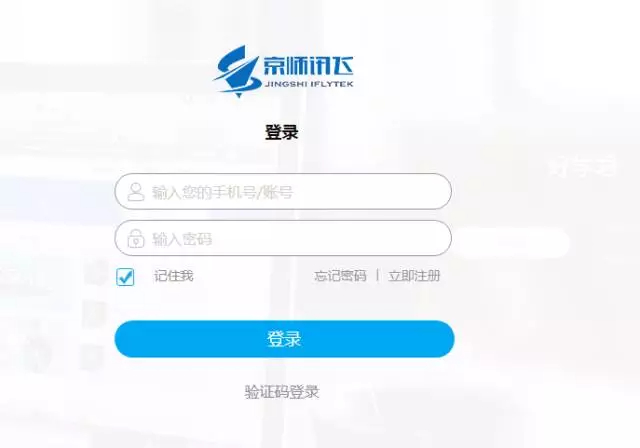 京师讯飞
JINGSHI IFLYTEK
登录
输入您的手机号/账号
输入密码
记住我 忘记密码 | 立即注册
登录
验证码登录